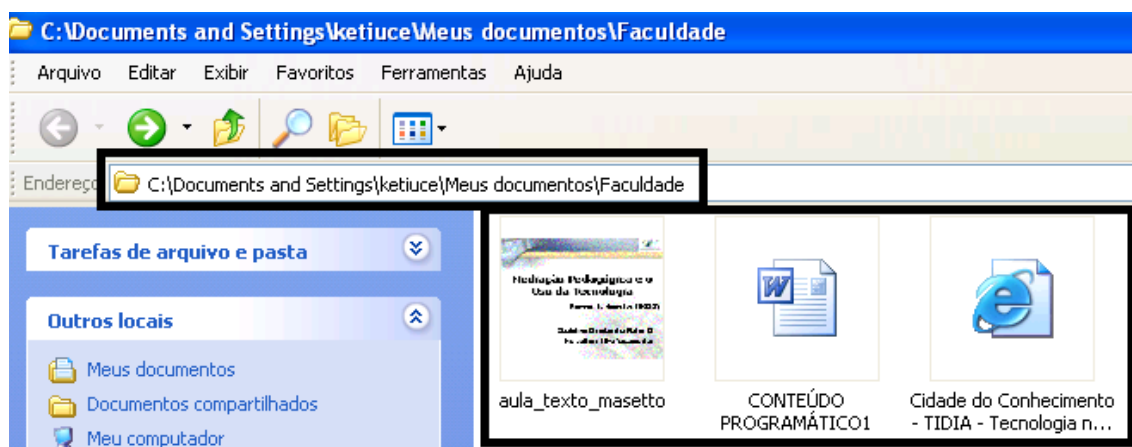 C:\Documents and Settings\ketiuce\Meus documentos\Faculdade
Arquivo Editar Exibir Favoritos Ferramentas Ajuda
Endereço C:\Documents and Settings\ketiuce\Meus documentos\Faculdade
Tarefas de arquivo e pasta
Outros locais
Meus documentos
Documentos compartilhados
Meu computador
Mediação Pedagógica e o
Uso da Tecnologia
W
aula_texto_masetto
CONTEÚDO
PROGRAMÁTICO1
Cidade do Conhecimento
- TIDIA - Tecnologia n...